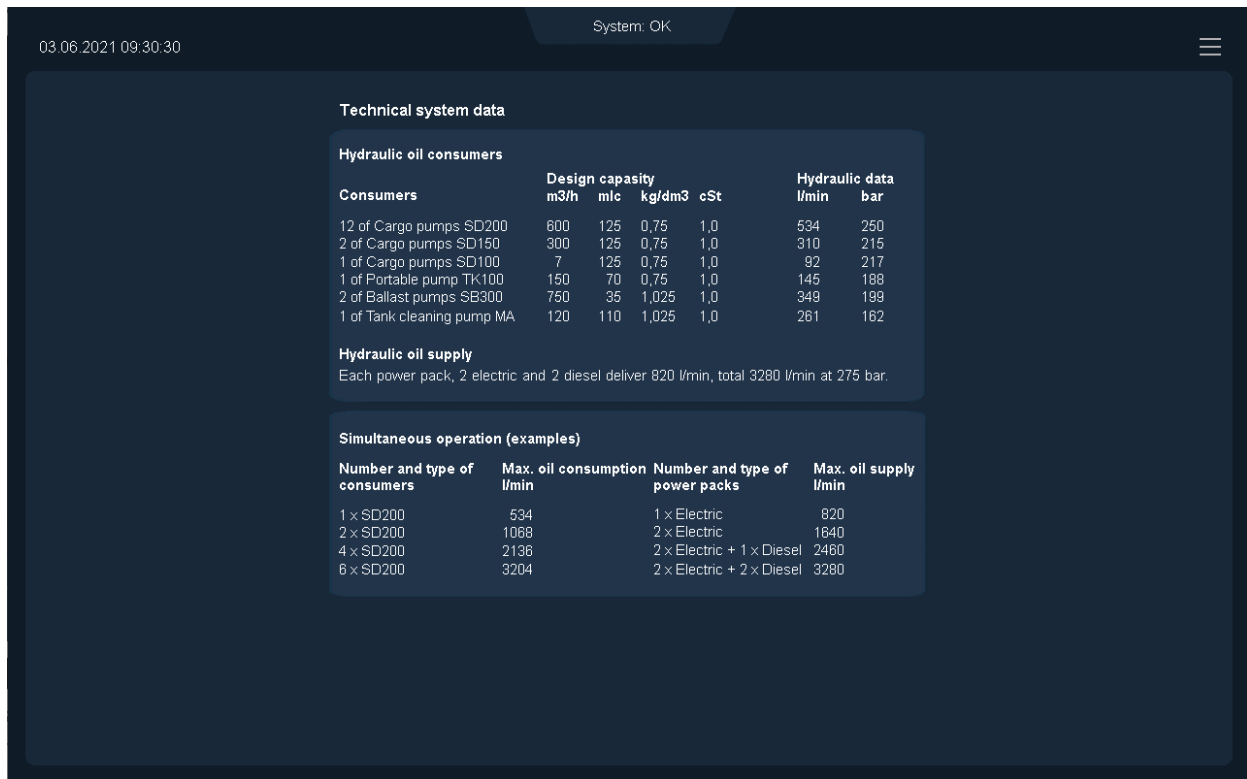 System: OK
03.06.2021 09:30:30
Technical system data
Hydraulic oil consumers
Design capasity Hydraulic data
Consumers m3/h mlc kg/dm3 cSt l/min bar
12 of Cargo pumps SD200 600 125 0,75 1,0 534 250
2 of Cargo pumps SD150 300 125 0,75 1,0 310 215
1 of Cargo pumps SD100 7 125 0,75 1,0 92 217
1 of Portable pump TK100 150 70 0,75 1,0 145 188
2 of Ballast pumps SB300 750 35 1,025 1,0 349 199
1 of Tank cleaning pump MA 120 110 1,025 1,0 261 162
Hydraulic oil supply
Each power pack, 2 electric and 2 diesel deliver 820 l/min, total 3280 l/min at 275 bar.
Simultaneous operation (examples)
Number and type of Max. oil consumption Number and type of Max. oil supply
consumers l/min power packs l/min
1 x SD200 534 1 x Electric 820
2 x SD200 1068 2 x Electric 1640
4 x SD200 2136 2 x Electric + 1 x Diesel 2460
6 x SD200 3204 2 x Electric + 2 x Diesel 3280